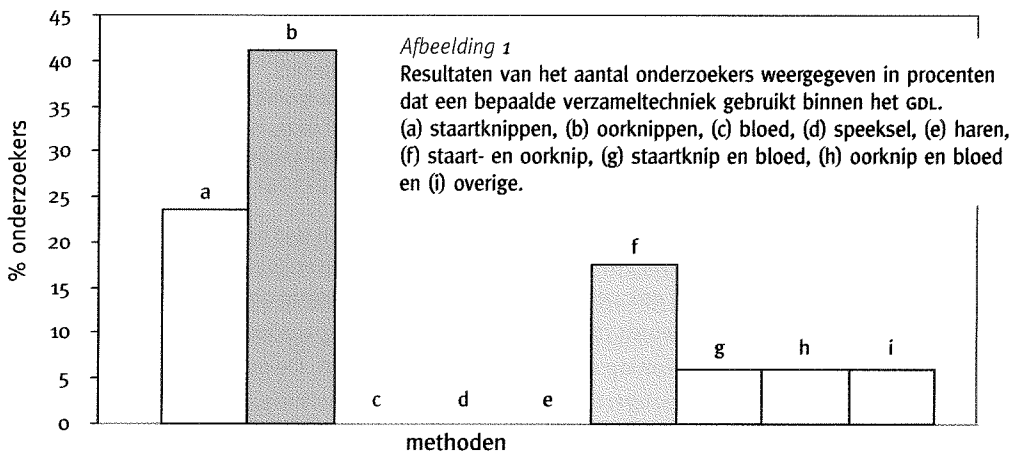 45
40
35
30
25
20
15
10
5
0
% onderzoekers
a
b
c
d
e
f
g
h
i
methoden
Afbeelding 1
Resultaten van het aantal onderzoekers weergegeven in procenten
dat een bepaalde verzameltechniek gebruikt binnen het GDL.
(a) staartknippen, (b) oorknippen, (c) bloed, (d) speeksel, (e) haren,
(f) staart- en oorknip, (g) staartknip en bloed, (h) oorknip en bloed
en (i) overige.